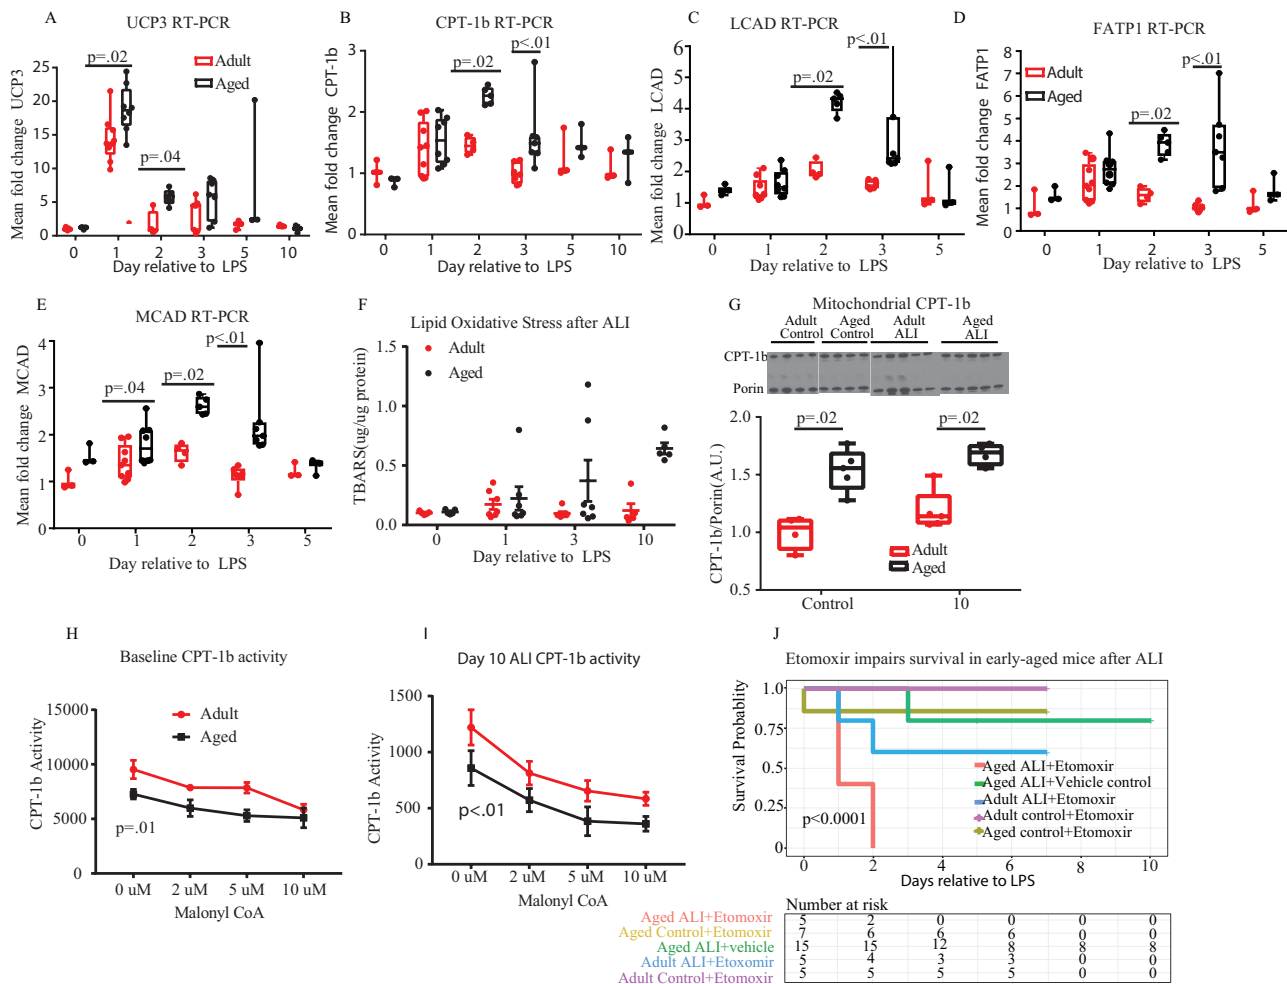 A
UCP3 RT-PCR
p=.02
Adult
Aged
p=.04
Mean fold change UCP3
25
20
15
10
5
0
0 1 2 3 5 10
Day relative to LPS
B
CPT-1b RT-PCR
p<.01
p=.02
Mean fold change CPT-1b
3
2
1
0
0 1 2 3 5 10
Day relative to LPS
C
LCAD RT-PCR
p<.01
p=.02
Mean fold change LCAD
6
5
4
3
2
1
0
0 1 2 3 5
Day relative to LPS
D
FATP1 RT-PCR
Adult
Aged
p<.01
p=.02
Mean fold change FATP1
8
7
6
5
4
3
2
1
0
0 1 2 3 5
Day relative to LPS
E
MCAD RT-PCR
p<.01
p=.02
p=.04
Mean fold change MCAD
4
3
2
1
0
0 1 2 3 5
Day relative to LPS
F
Lipid Oxidative Stress after ALI
Adult
Aged
TBARS(ug/ug protein)
1.5
1.0
0.5
0.0
0 1 3 10
Day relative to LPS
G
Mitochondrial CPT-1b
Adult Control
Aged Control
Adult ALI
Aged ALI
CPT-1b
Porin
p=.02
p=.02
CPT-1b/Porin(A.U.)
2.0
1.5
1.0
0.5
Adult
Aged
Control 10
H
Baseline CPT-1b activity
Adult
Aged
CPT-1b Activity
15000
10000
5000
0
p=.01
0 uM 2 uM 5 uM 10 uM
Malonyl CoA
I
Day 10 ALI CPT-1b activity
CPT-1b Activity
1500
1000
500
0
p<.01
0 uM 2 uM 5 uM 10 uM
Malonyl CoA
J
Etomoxir impairs survival in early-aged mice after ALI
Survival Probablity
1.0
0.75
0.5
0.25
0
Aged ALI+Etomoxir
Aged ALI+Vehicle control
Adult ALI+Etomoxir
Adult control+Etomoxir
Aged control+Etomoxir
p<0.0001
0 2 4 6 8 10
Days relative to LPS
Number at risk
Aged ALI+Etomoxir 5 2 0 0 0 0
Aged Control+Etomoxir 7 6 6 6 0 0
Aged ALI+vehicle 15 15 12 8 8 8
Adult ALI+Etoxomir 5 4 3 3 0 0
Adult Control+Etomoxir 5 5 5 5 0 0